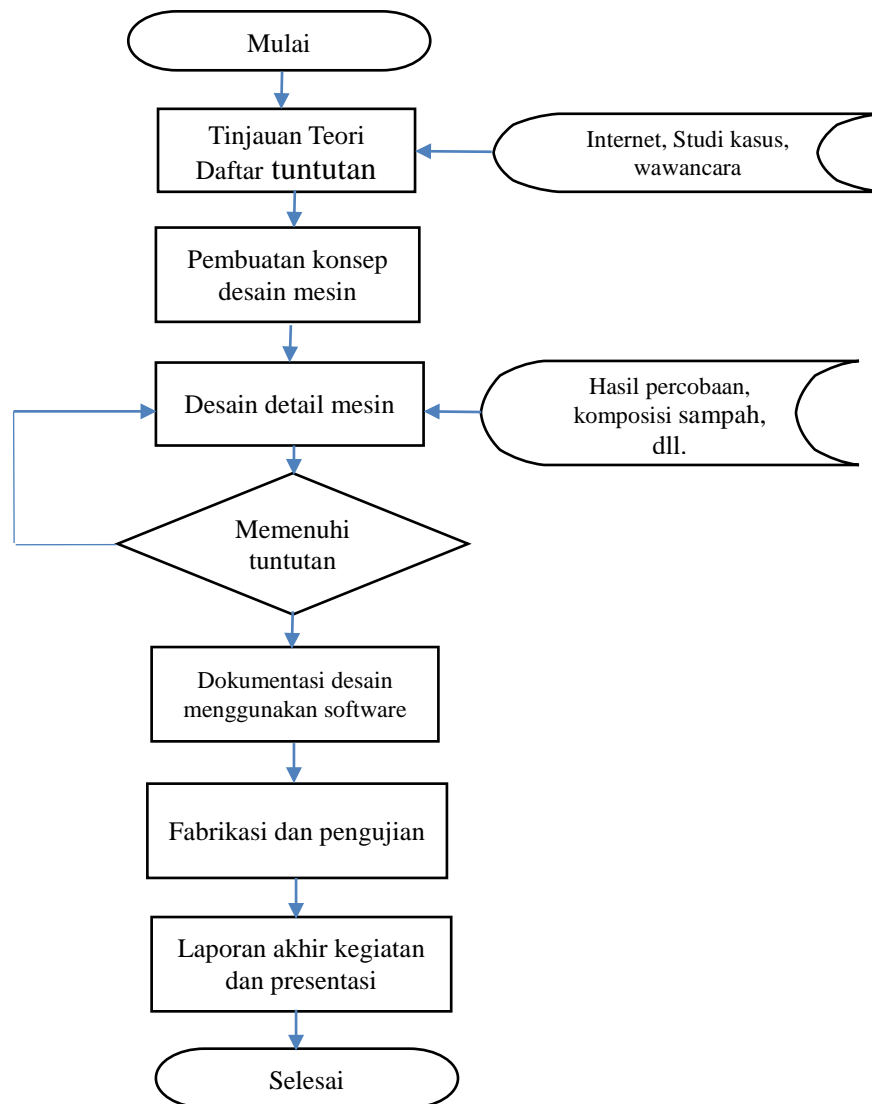 Mulai
Tinjauan Teori
Daftar tuntutan
Internet, Studi kasus,
wawancara
Pembuatan konsep
desain mesin
Desain detail mesin
Hasil percobaan,
komposisi sampah,
dll.
Memenuhi
tuntutan
Dokumentasi desain
menggunakan software
Fabrikasi dan pengujian
Laporan akhir kegiatan
dan presentasi
Selesai